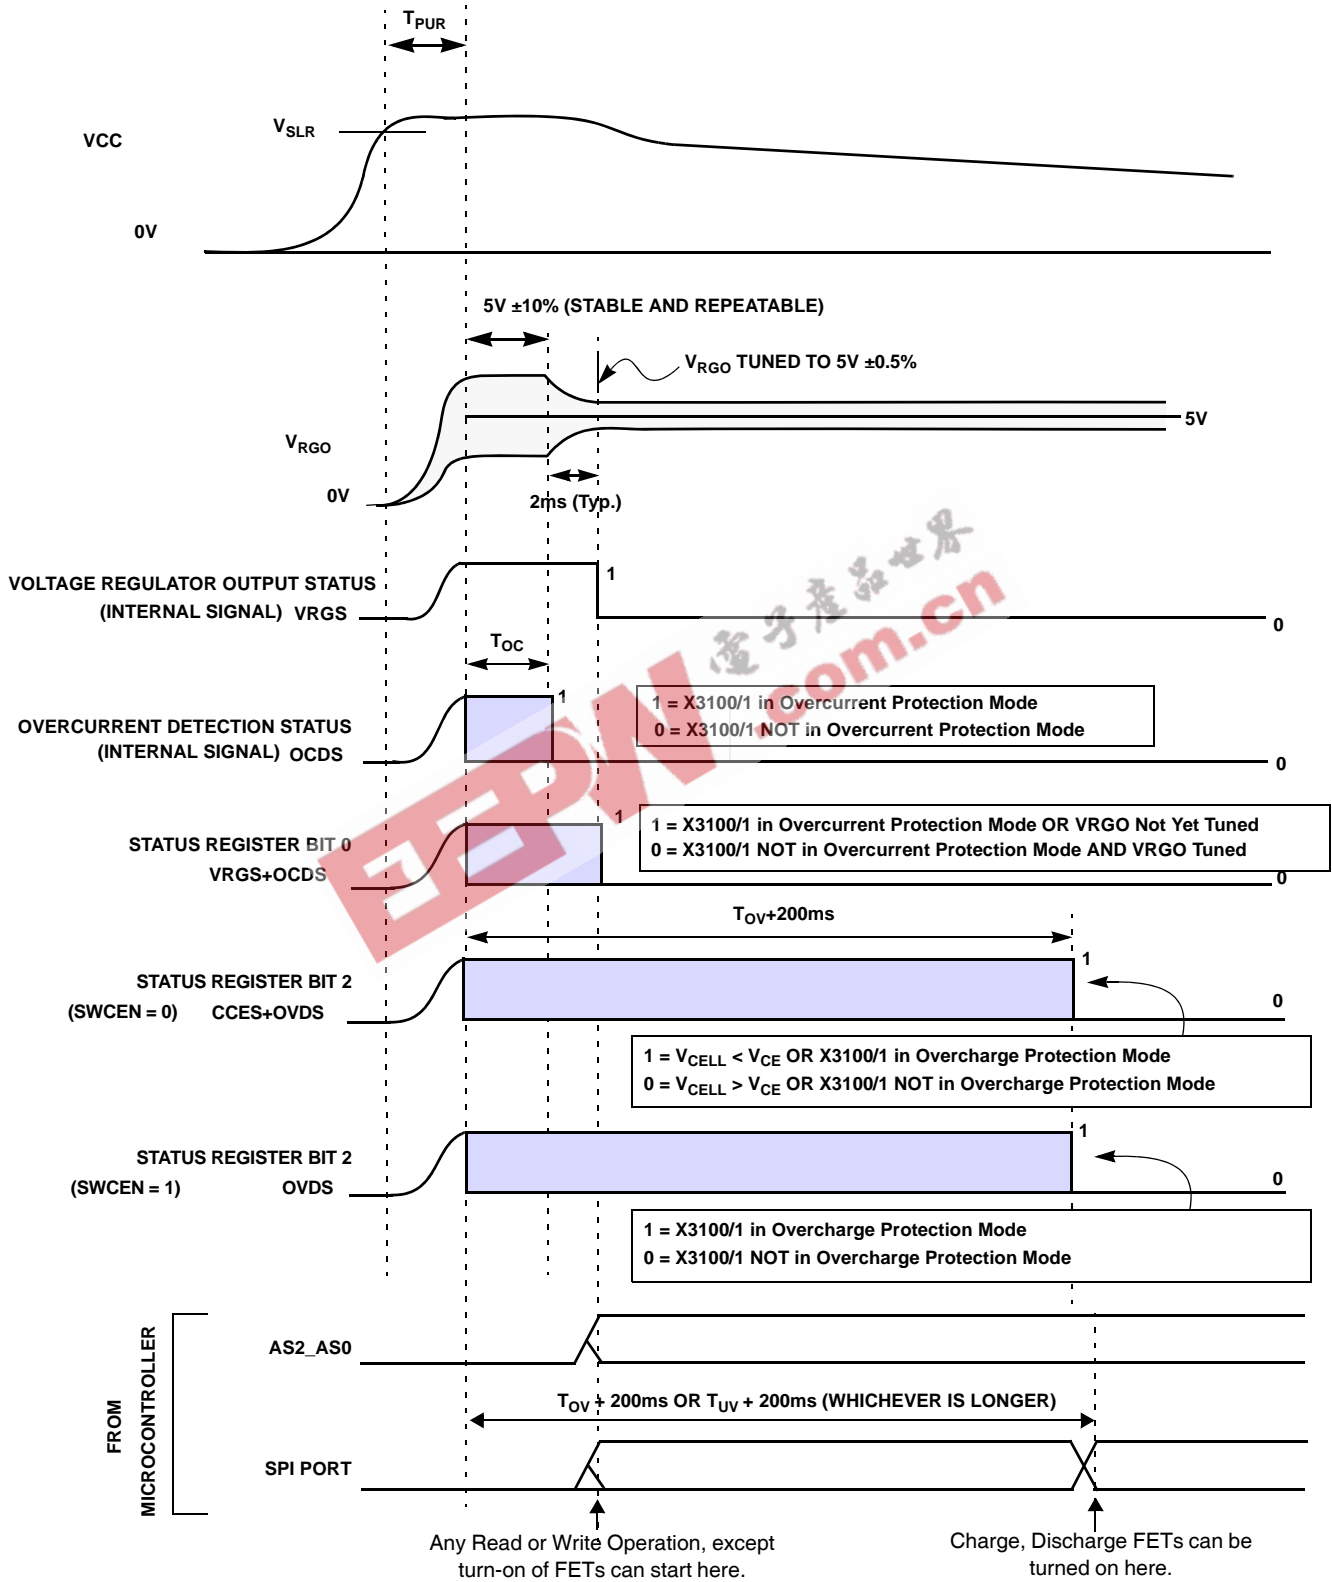 TPUR
VSLR
VCC
0V
5V ±10% (STABLE AND REPEATABLE)
VRGO TUNED TO 5V ±0.5%
5V
VRGO
0V
2ms (Typ.)
VOLTAGE REGULATOR OUTPUT STATUS
(INTERNAL SIGNAL) VRGS
1
0
TOC
OVERCURRENT DETECTION STATUS
(INTERNAL SIGNAL) OCDS
1
1 = X3100/1 in Overcurrent Protection Mode
0 = X3100/1 NOT in Overcurrent Protection Mode
0
STATUS REGISTER BIT 0
VRGS+OCDS
1
1 = X3100/1 in Overcurrent Protection Mode OR VRGO Not Yet Tuned
0 = X3100/1 NOT in Overcurrent Protection Mode AND VRGO Tuned
0
TOV+200ms
STATUS REGISTER BIT 2
(SWCEN = 0) CCES+OVDS
1
0
1 = VCELL < VCE OR X3100/1 in Overcharge Protection Mode
0 = VCELL > VCE OR X3100/1 NOT in Overcharge Protection Mode
STATUS REGISTER BIT 2
(SWCEN = 1) OVDS
1
0
1 = X3100/1 in Overcharge Protection Mode
0 = X3100/1 NOT in Overcharge Protection Mode
FROM
MICROCONTROLLER
AS2_AS0
TOV + 200ms OR TUV + 200ms (WHICHEVER IS LONGER)
SPI PORT
Any Read or Write Operation, except
turn-on of FETs can start here.
Charge, Discharge FETs can be
turned on here.
EEPW.com.cn
電子產品世界